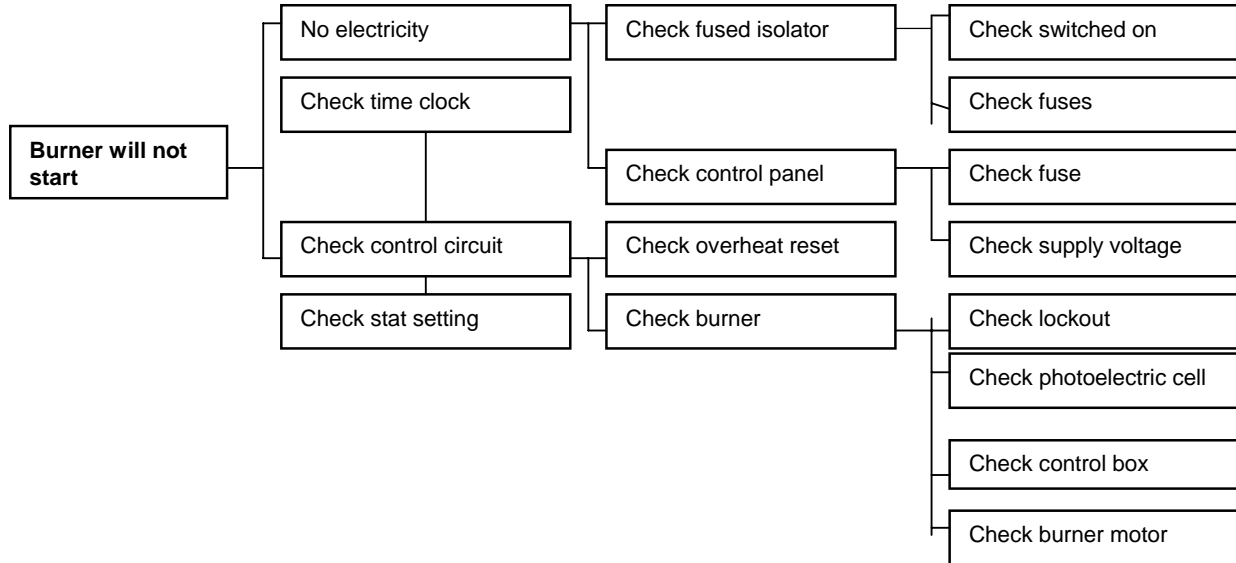 No electricity
Check fused isolator
Check switched on
Check time clock
Check fuses
Burner will not
start
Check control panel
Check fuse
Check control circuit
Check overheat reset
Check supply voltage
Check stat setting
Check burner
Check lockout
Check photoelectric cell
Check control box
Check burner motor